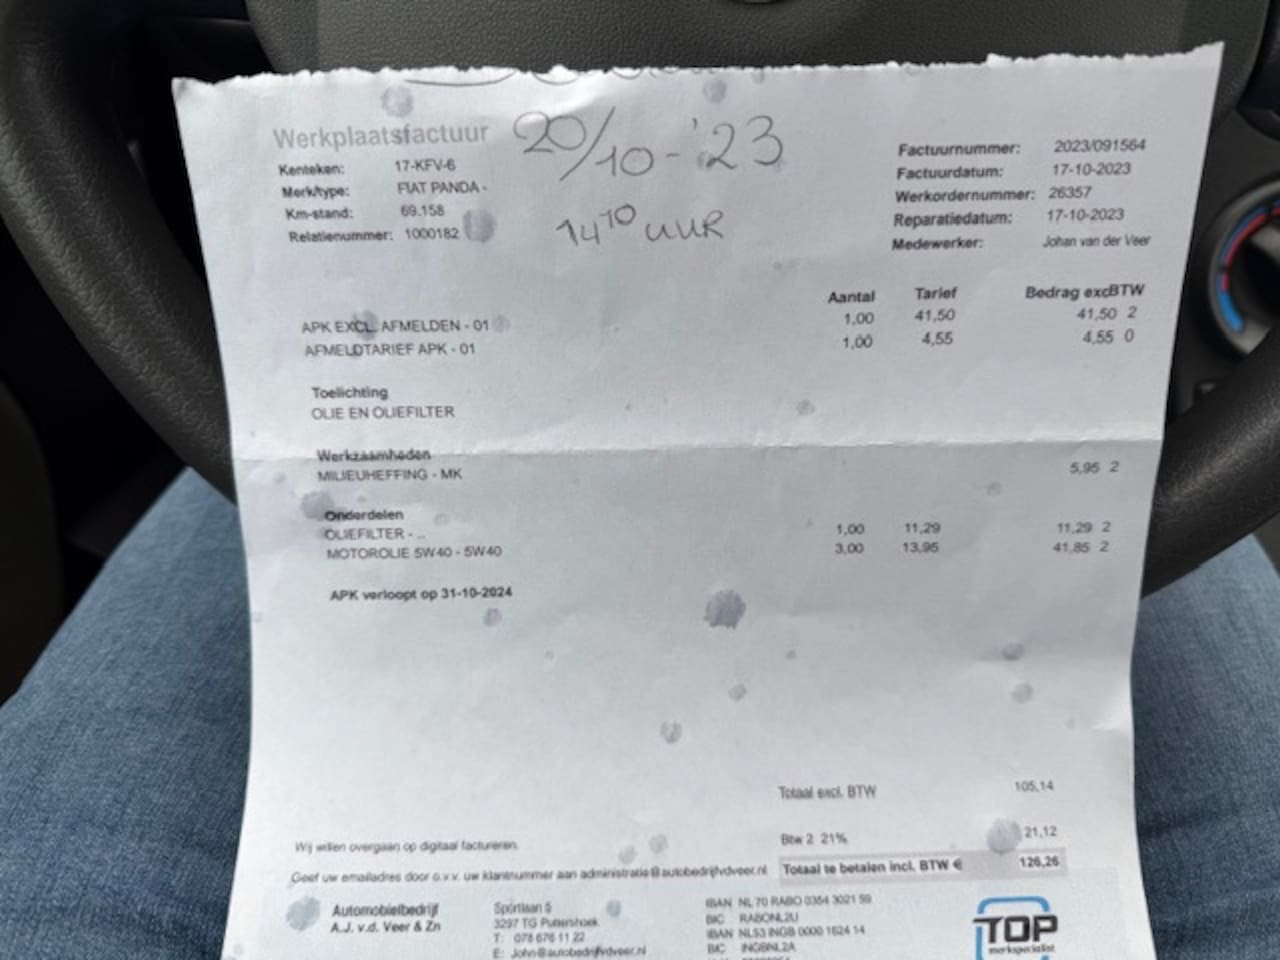 Werkplaatsfactuur
20/10-'23
14¹⁰ UUR
Kenteken: 17-KFV-6
Merk/type: FIAT PANDA -
Km-stand: 69.158
Relatienummer: 1000182
Factuurnummer: 2023/091564
Factuurdatum: 17-10-2023
Werkordernummer: 26357
Reparatiedatum: 17-10-2023
Medewerker: Johan van der Veer
Aantal Tarief Bedrag excBTW
APK EXCL. AFMELDEN - 01 1,00 41,50 41,50 2
AFMELDTARIEF APK - 01 1,00 4,55 4,55 0
Toelichting
OLIE EN OLIEFILTER
Werkzaamheden
MILIEUHEFFING - MK 5,95 2
Onderdelen
OLIEFILTER - .. 1,00 11,29 11,29 2
MOTOROLIE 5W40 - 5W40 3,00 13,95 41,85 2
APK verloopt op 31-10-2024
Totaal excl. BTW 105,14
Btw 2 21% 21,12
Totaal te betalen incl. BTW € 126,26
Wij willen overgaan op digitaal factureren.
Geef uw emailadres door o.v.v. uw klantnummer aan administratie@autobedrijfvdveer.nl
Automobielbedrijf
A.J. v.d. Veer & Zn
Sportlaan 5
3297 TG Puttershoek
T: 078 676 11 22
E: John@autobedrijfvdveer.nl
IBAN NL 70 RABO 0354 3021 59
BIC RABONL2U
IBAN NL53 INGB 0000 1624 14
BIC INGBNL2A
TOP
merkspecialist